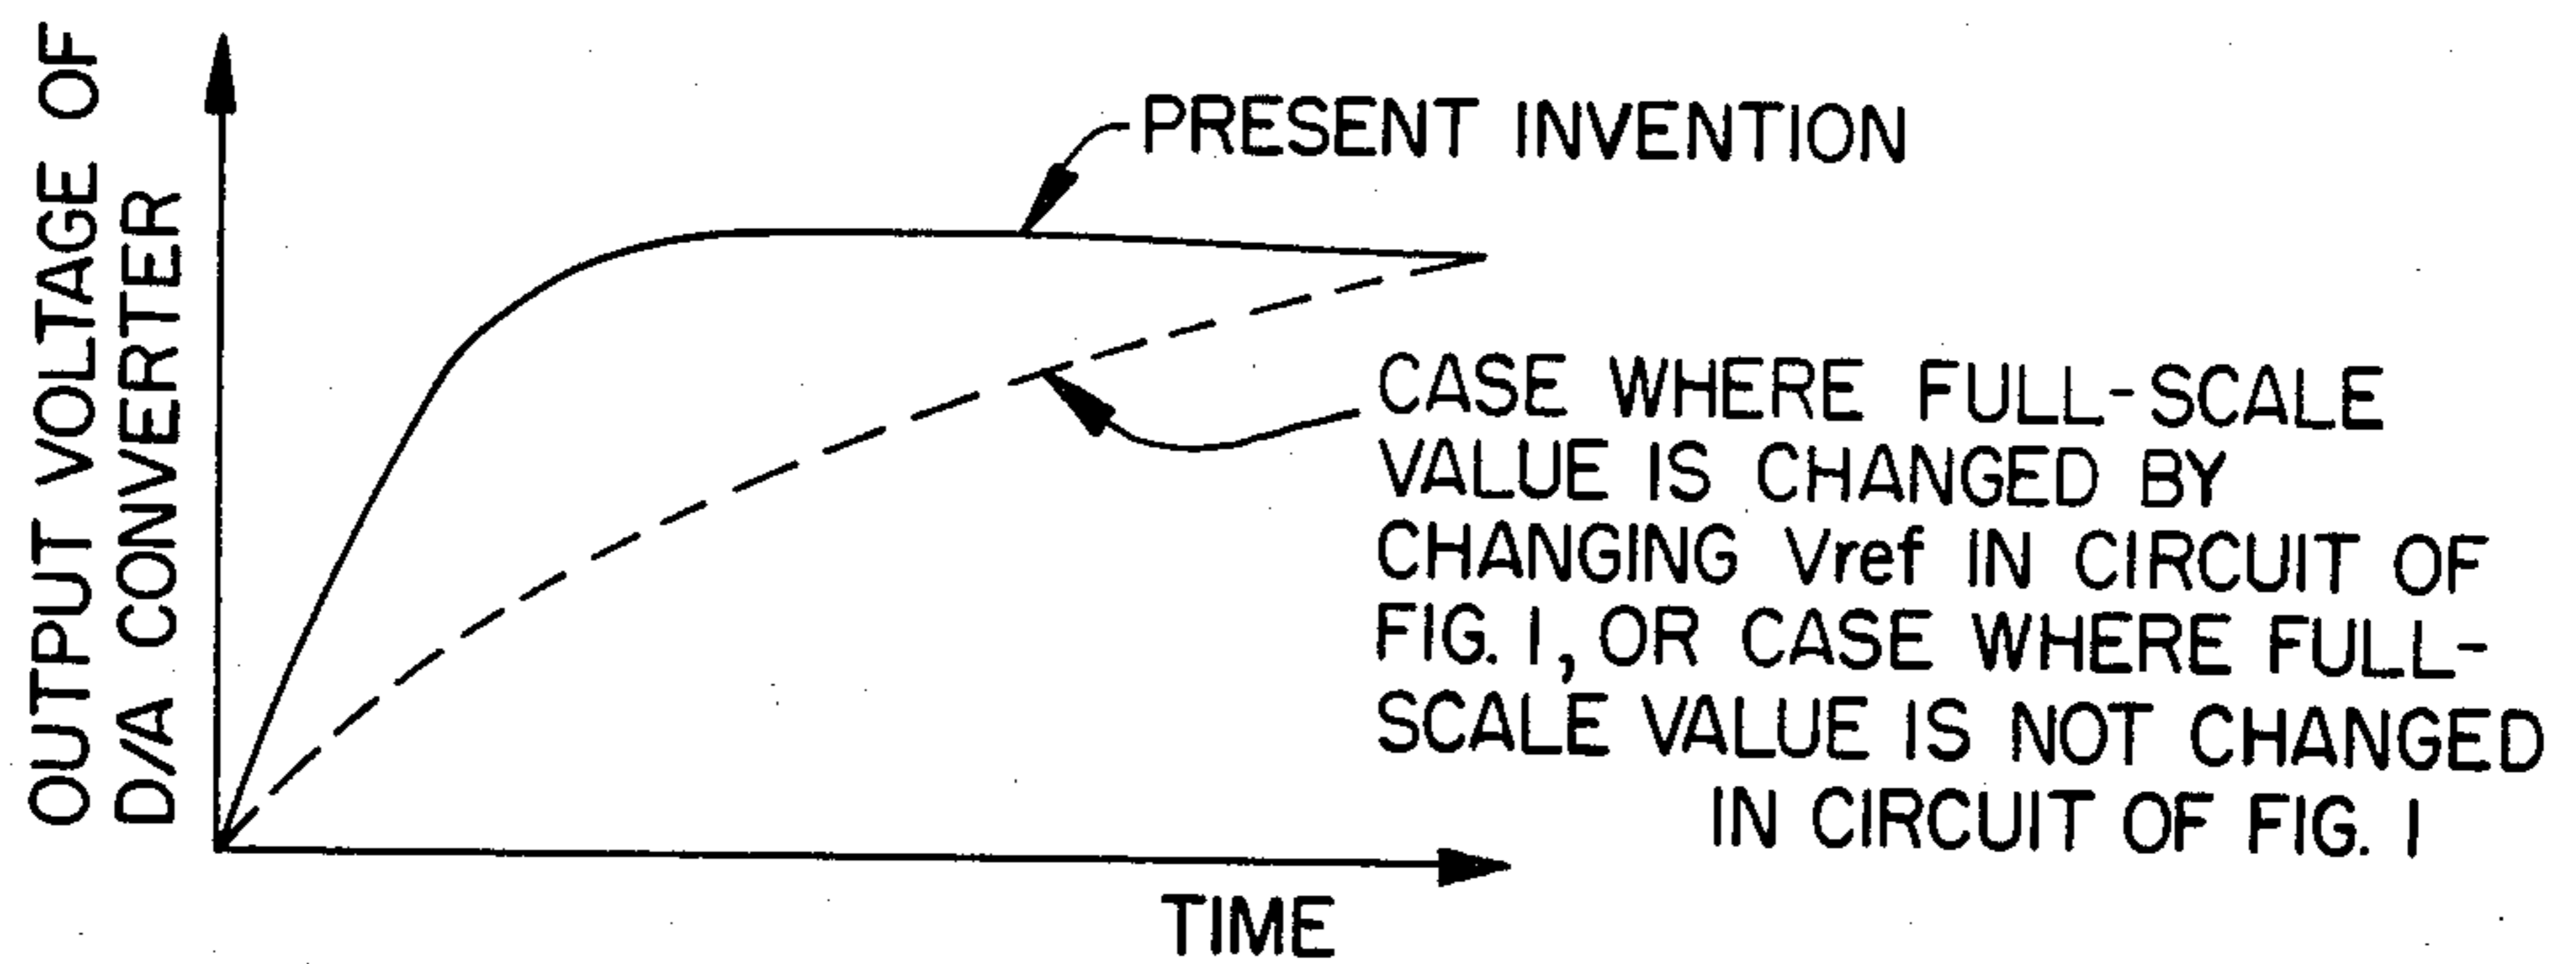 OUTPUT VOLTAGE OF
D/A CONVERTER
PRESENT INVENTION
CASE WHERE FULL-SCALE
VALUE IS CHANGED BY
CHANGING Vref IN CIRCUIT OF
FIG. 1, OR CASE WHERE FULL-
SCALE VALUE IS NOT CHANGED
IN CIRCUIT OF FIG. 1
TIME